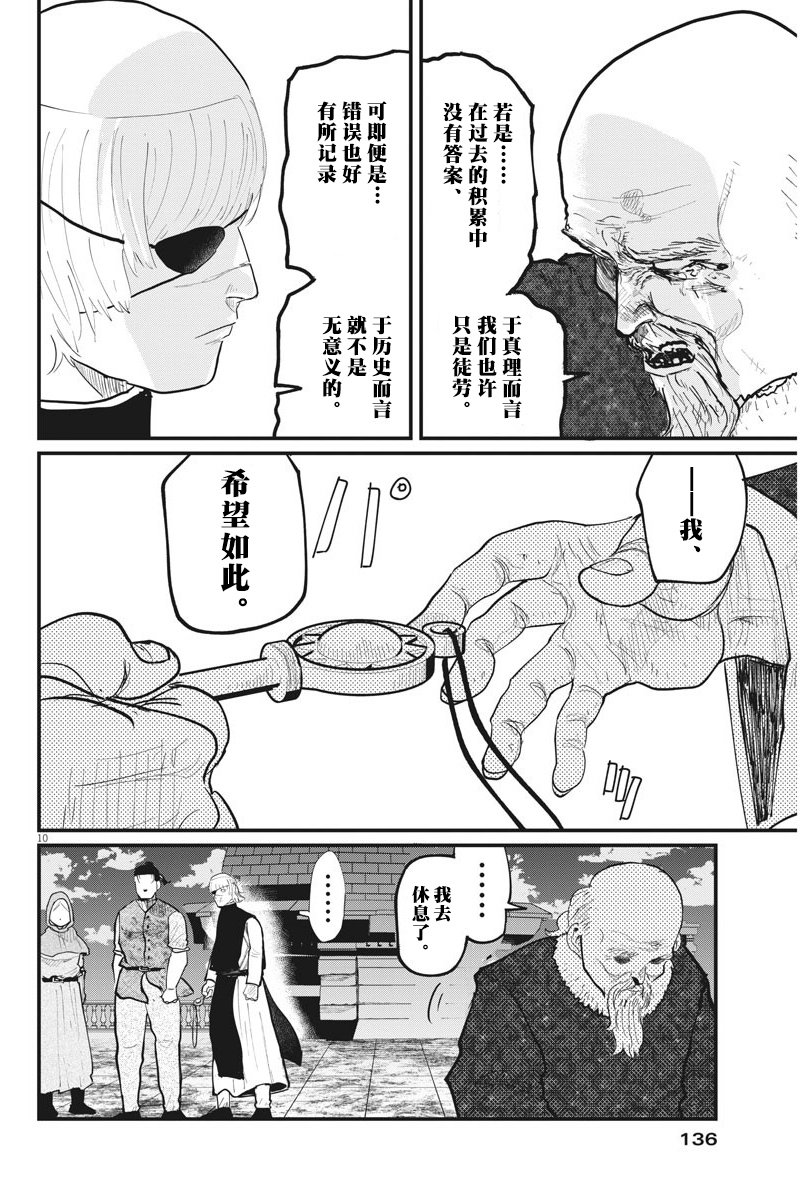 若是……
在过去的积累中
没有答案、
于真理而言
我们也许
只是徒劳。
可即便是…
错误也好
有所记录
于历史而言
就不是
无意义的。
——我、
希望如此。
10
……
我去
休息了。
……
136